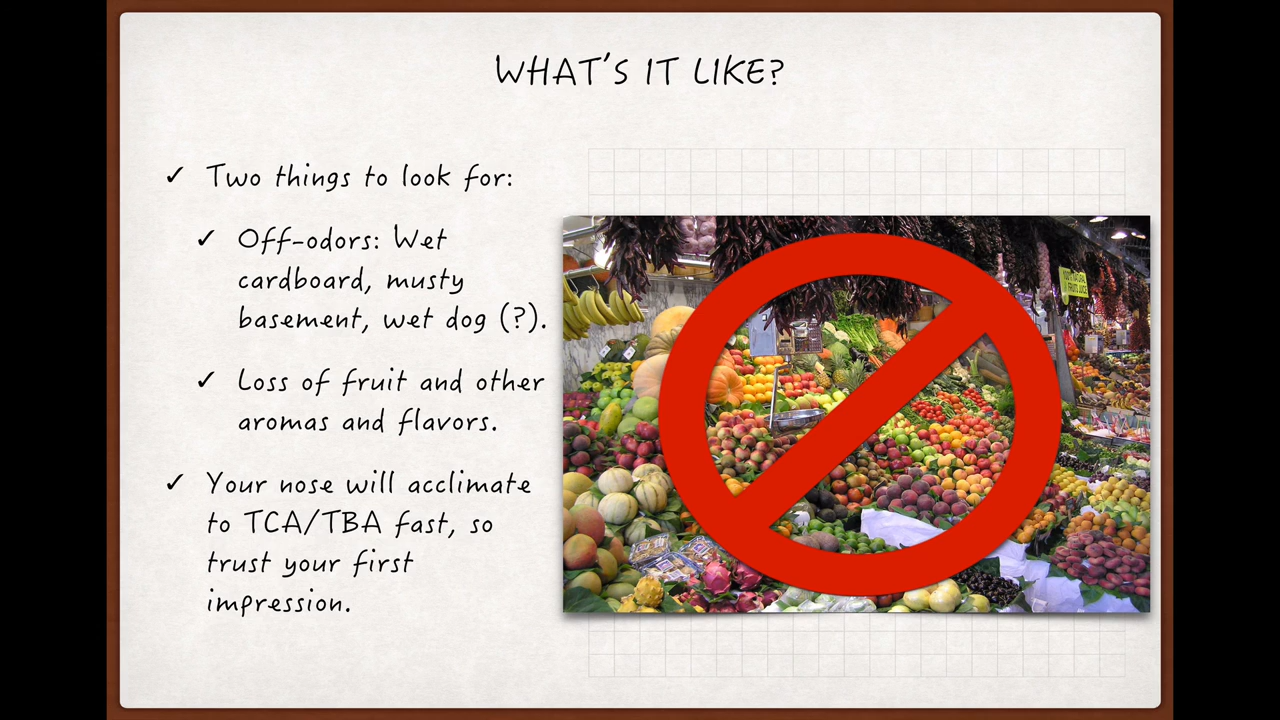 WHAT'S IT LIKE?
✓ Two things to look for:
✓ Off-odors: Wet
cardboard, musty
basement, wet dog (?).
✓ Loss of fruit and other
aromas and flavors.
✓ Your nose will acclimate
to TCA/TBA fast, so
trust your first
impression.